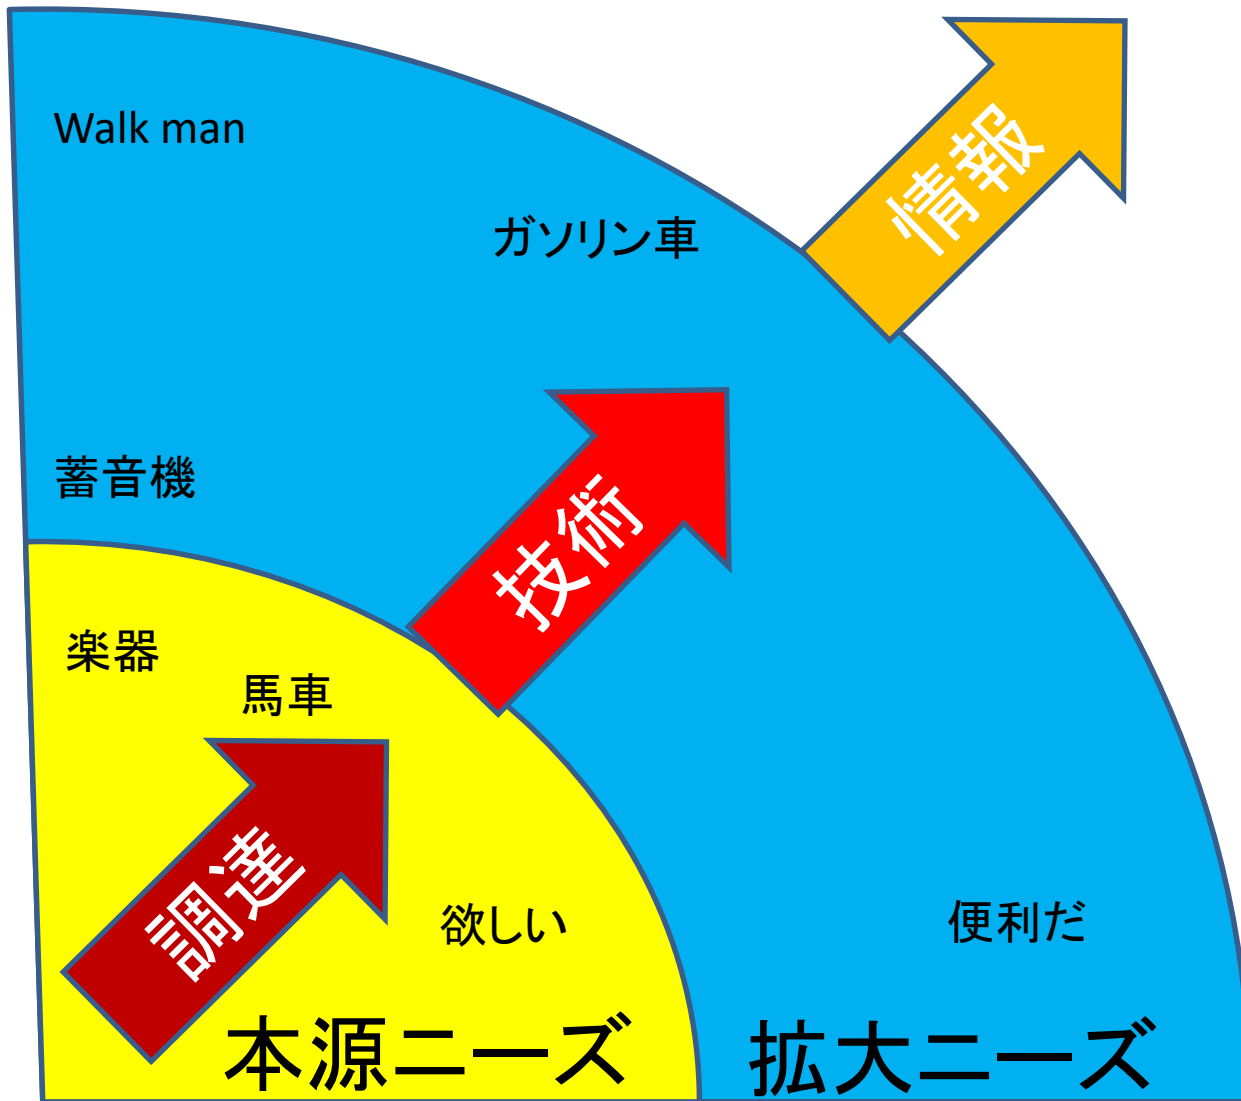 Walk man
情報
ガソリン車
蓄音機
技術
楽器
馬車
調達
欲しい
便利だ
本源ニーズ
拡大ニーズ